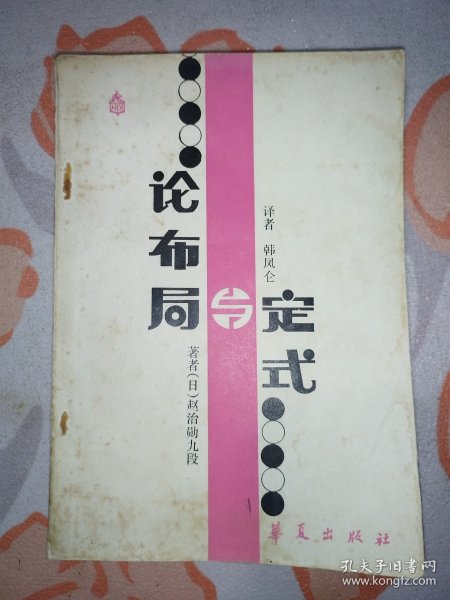 论布局
与
定式
著者(日)赵治勋九段
译者 韩凤仑
华夏出版社
孔夫子旧书网
www.kongfz.com